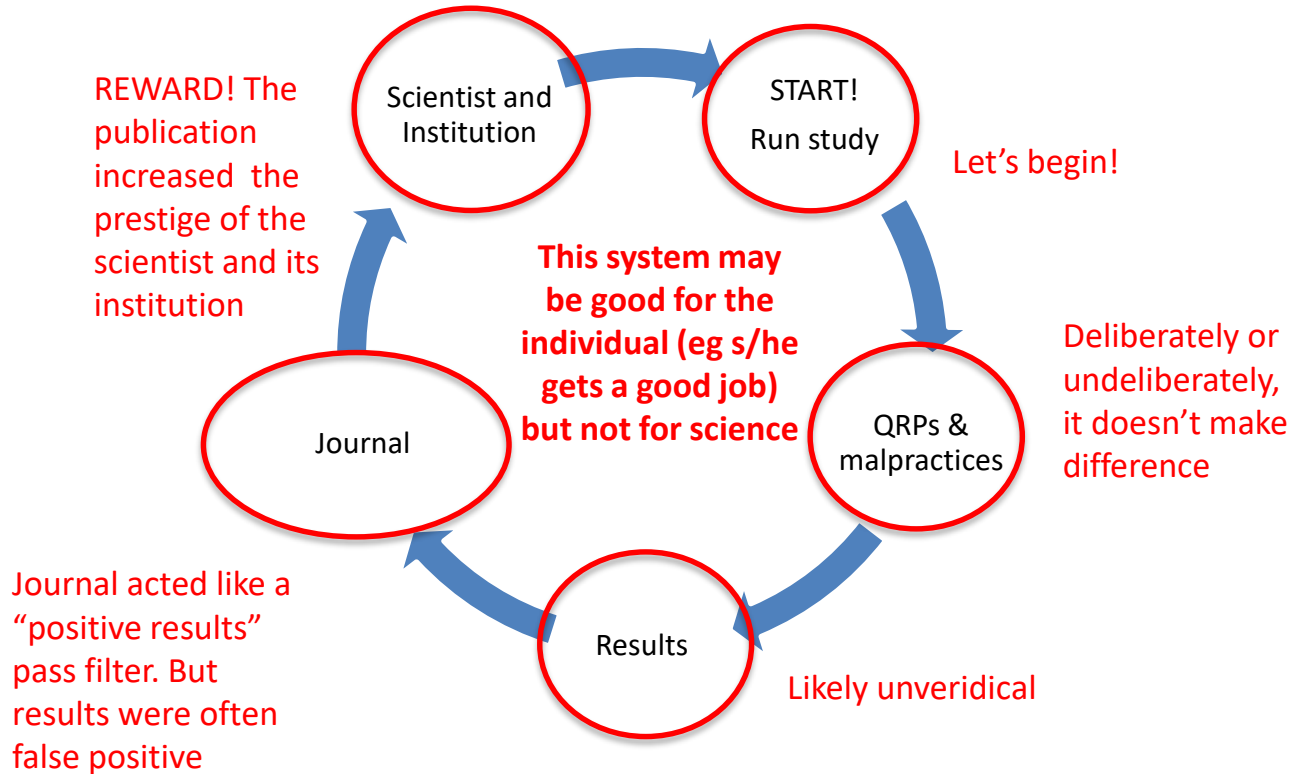 Scientist and
Institution
START!
Run study
Let's begin!
QRPs &
malpractices
Deliberately or
undeliberately,
it doesn't make
difference
Results
Likely unveridical
Journal
Journal acted like a
“positive results”
pass filter. But
results were often
false positive
REWARD! The
publication
increased  the
prestige of the
scientist and its
institution
This system may
be good for the
individual (eg s/he
gets a good job)
but not for science